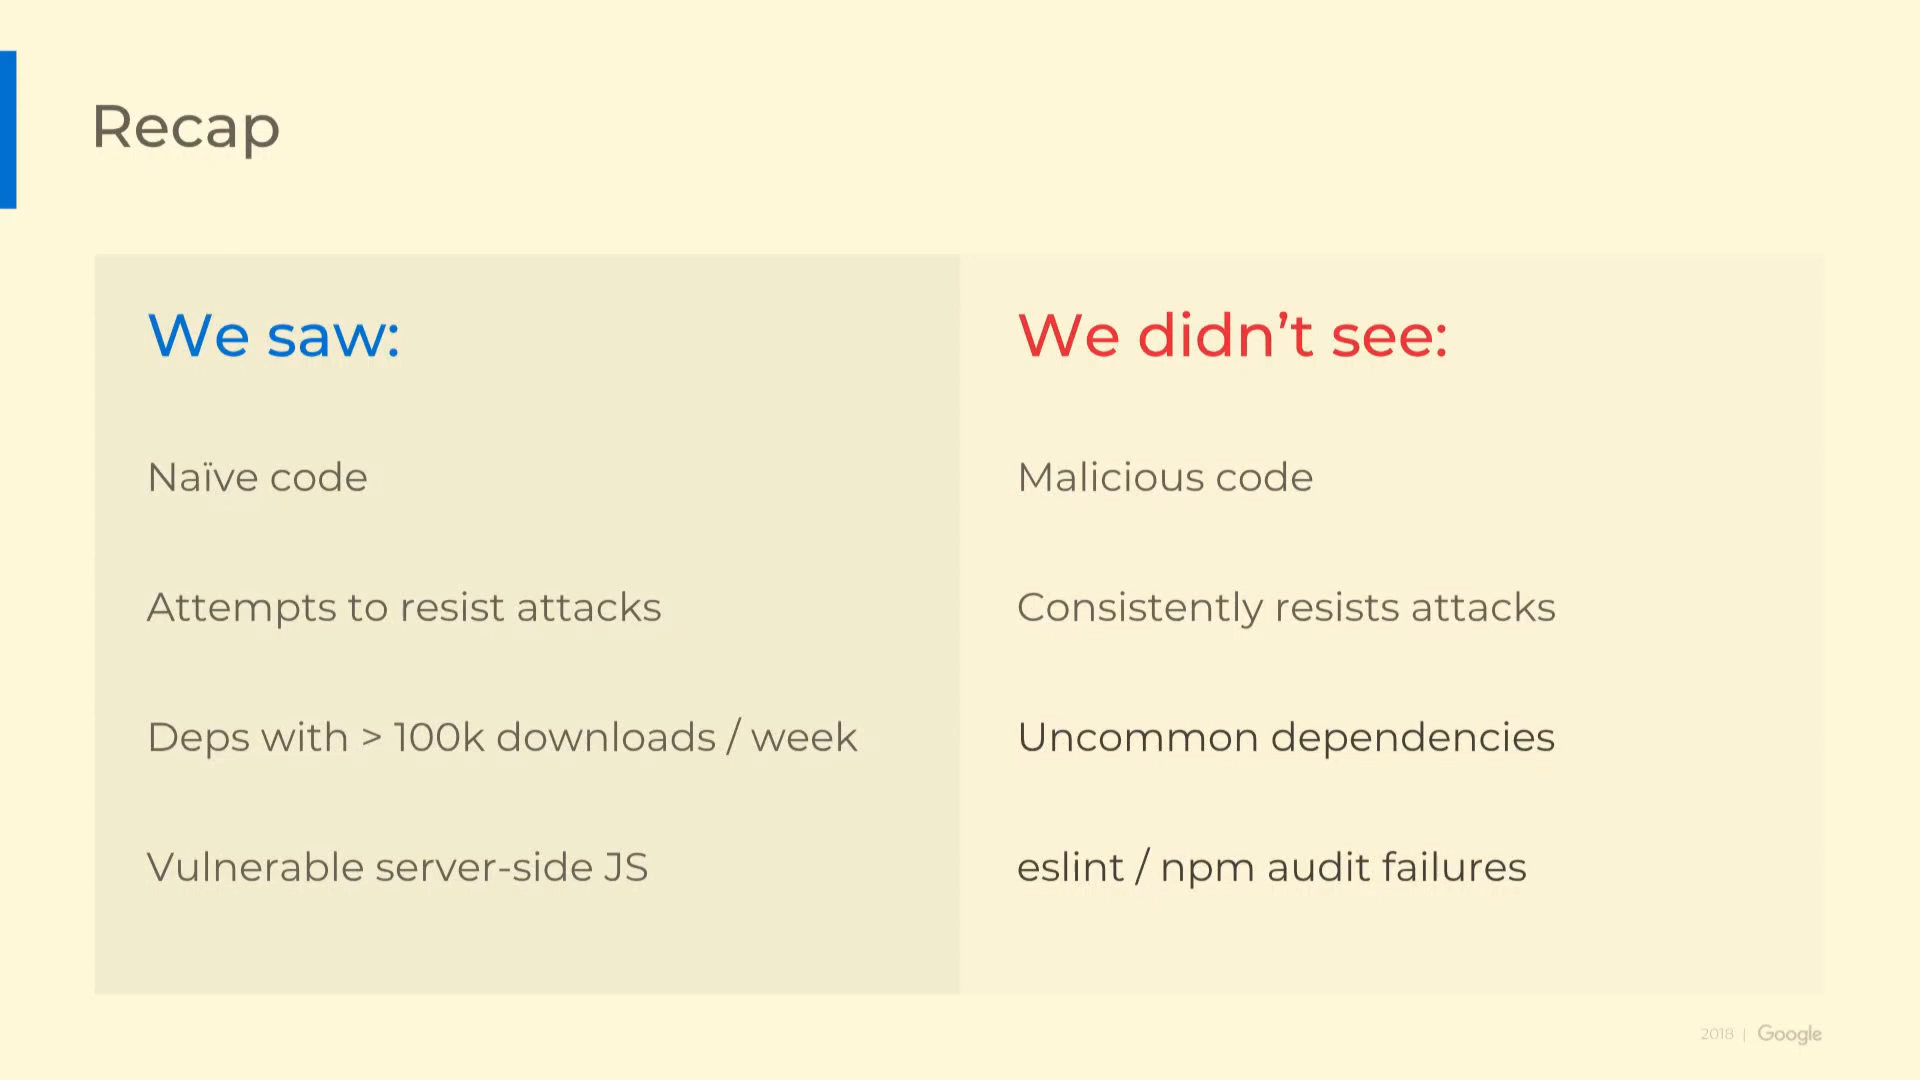 Recap
We saw:
Naïve code
Attempts to resist attacks
Deps with > 100k downloads / week
Vulnerable server-side JS
We didn’t see:
Malicious code
Consistently resists attacks
Uncommon dependencies
eslint / npm audit failures
2018 | Google